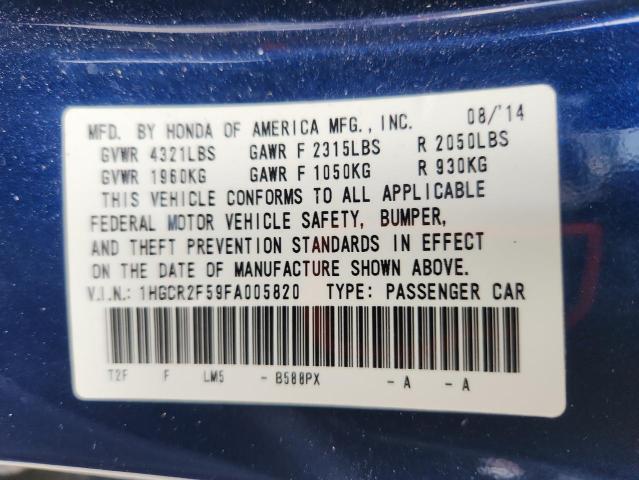 MFD. BY HONDA OF AMERICA MFG., INC. 08/'14
GVWR 4321LBS GAWR F 2315LBS R 2050LBS
GVWR 1960KG GAWR F 1050KG R 930KG
THIS VEHICLE CONFORMS TO ALL APPLICABLE
FEDERAL MOTOR VEHICLE SAFETY, BUMPER,
AND THEFT PREVENTION STANDARDS IN EFFECT
ON THE DATE OF MANUFACTURE SHOWN ABOVE.
V.I.N.: 1HGCR2F59FA005820 TYPE: PASSENGER CAR
T2F F LM5 - B588PX - A - A